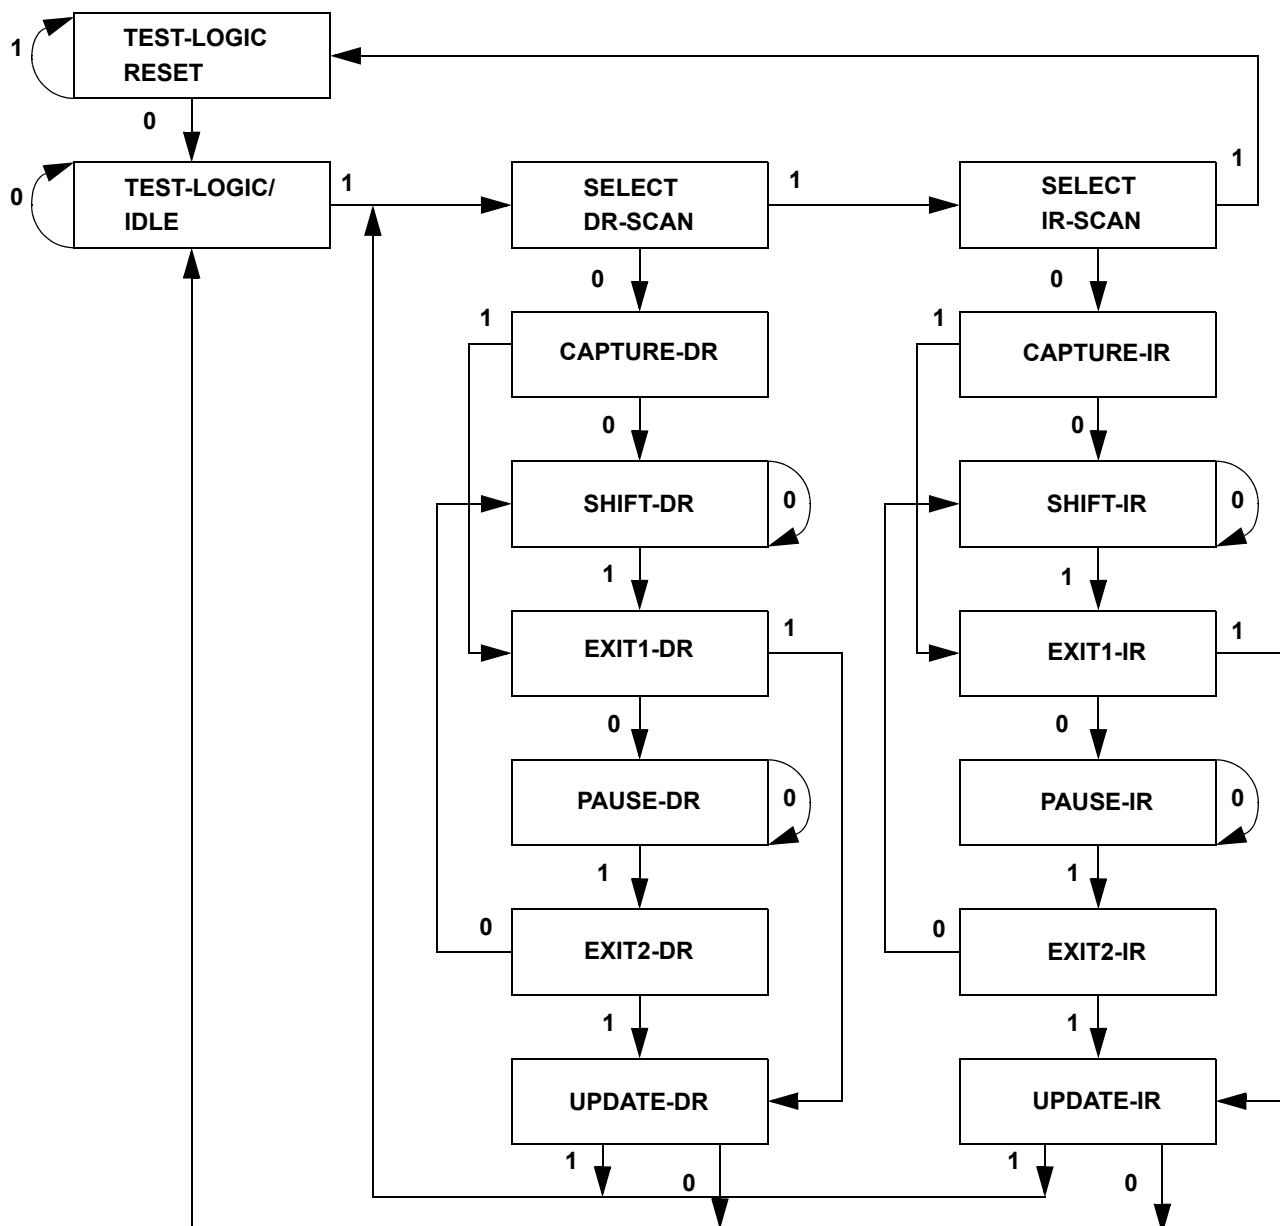 TEST-LOGIC
RESET
1
0
TEST-LOGIC/
IDLE
0
1
SELECT
DR-SCAN
1
SELECT
IR-SCAN
1
0
0
1
CAPTURE-DR
1
CAPTURE-IR
0
0
SHIFT-DR
0
SHIFT-IR
0
1
1
EXIT1-DR
1
EXIT1-IR
1
0
0
PAUSE-DR
0
PAUSE-IR
0
1
1
0
EXIT2-DR
0
EXIT2-IR
1
1
UPDATE-DR
UPDATE-IR
1
0
1
0